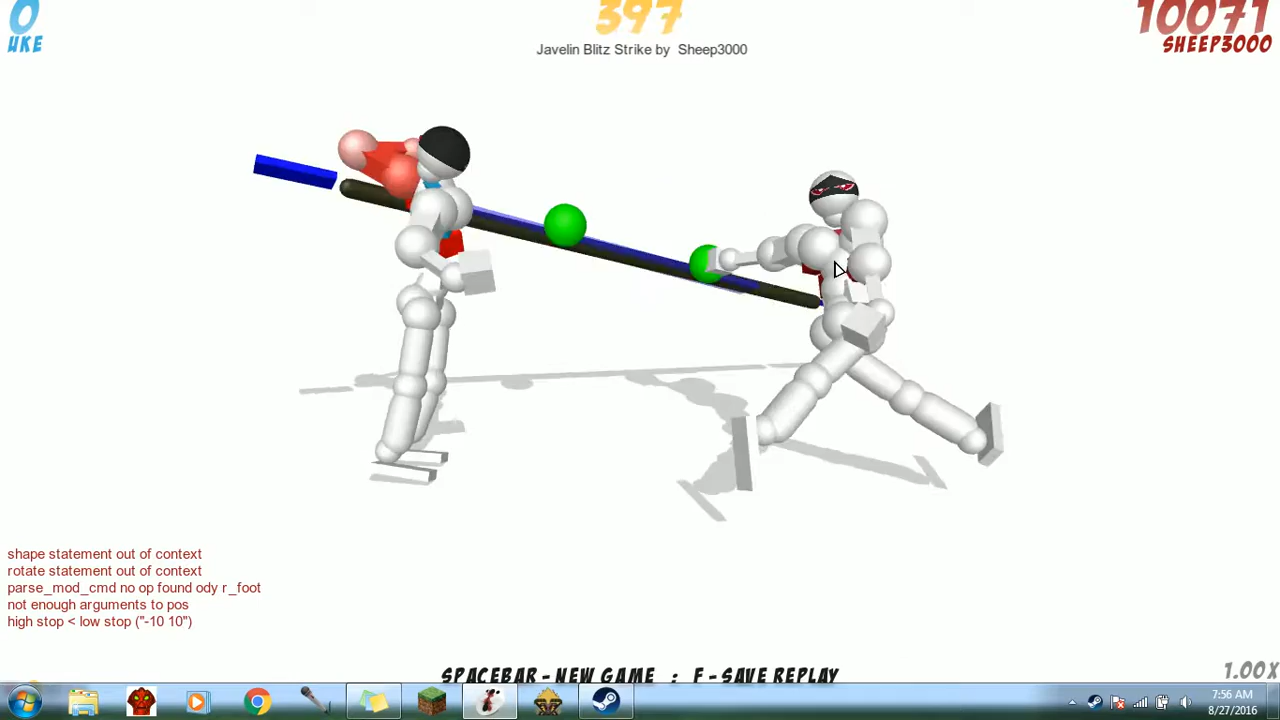 0
UKE
397
Javelin Blitz Strike by  Sheep3000
10071
SHEEP3000
shape statement out of context
rotate statement out of context
parse_mod_cmd no op found ody r_foot
not enough arguments to pos
high stop < low stop ("-10 10")
SPACEBAR - NEW GAME  :  F - SAVE REPLAY
1.00X
7:56 AM
8/27/2016